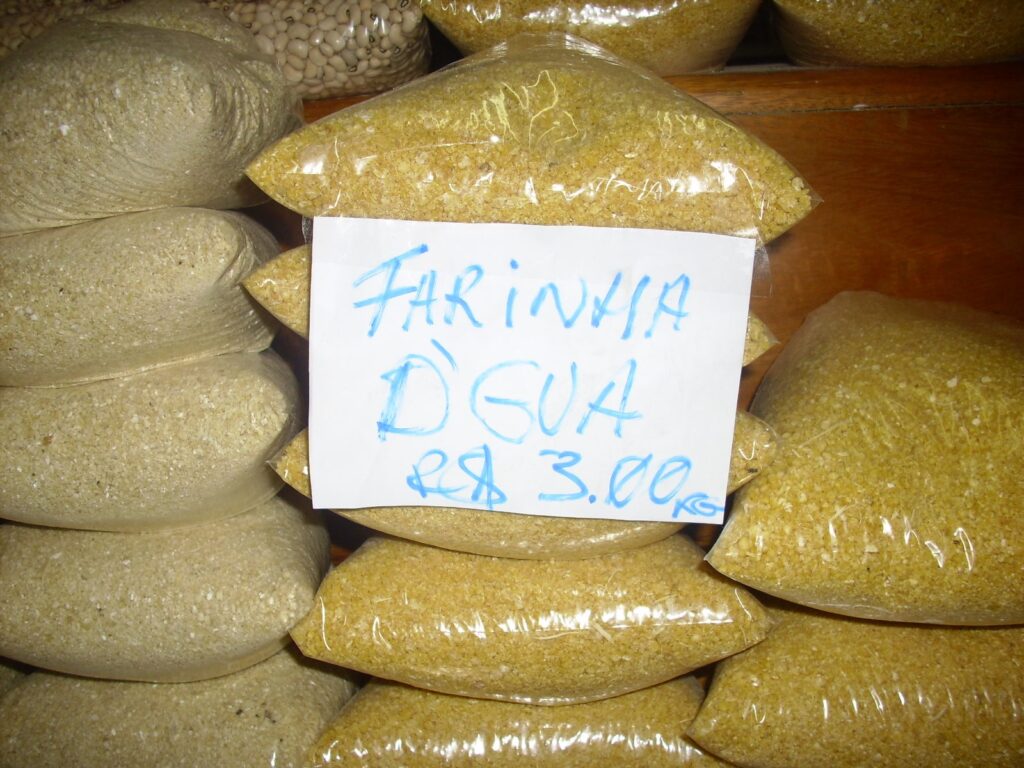 FARINHA
D'GUA
R$ 3.00 KG